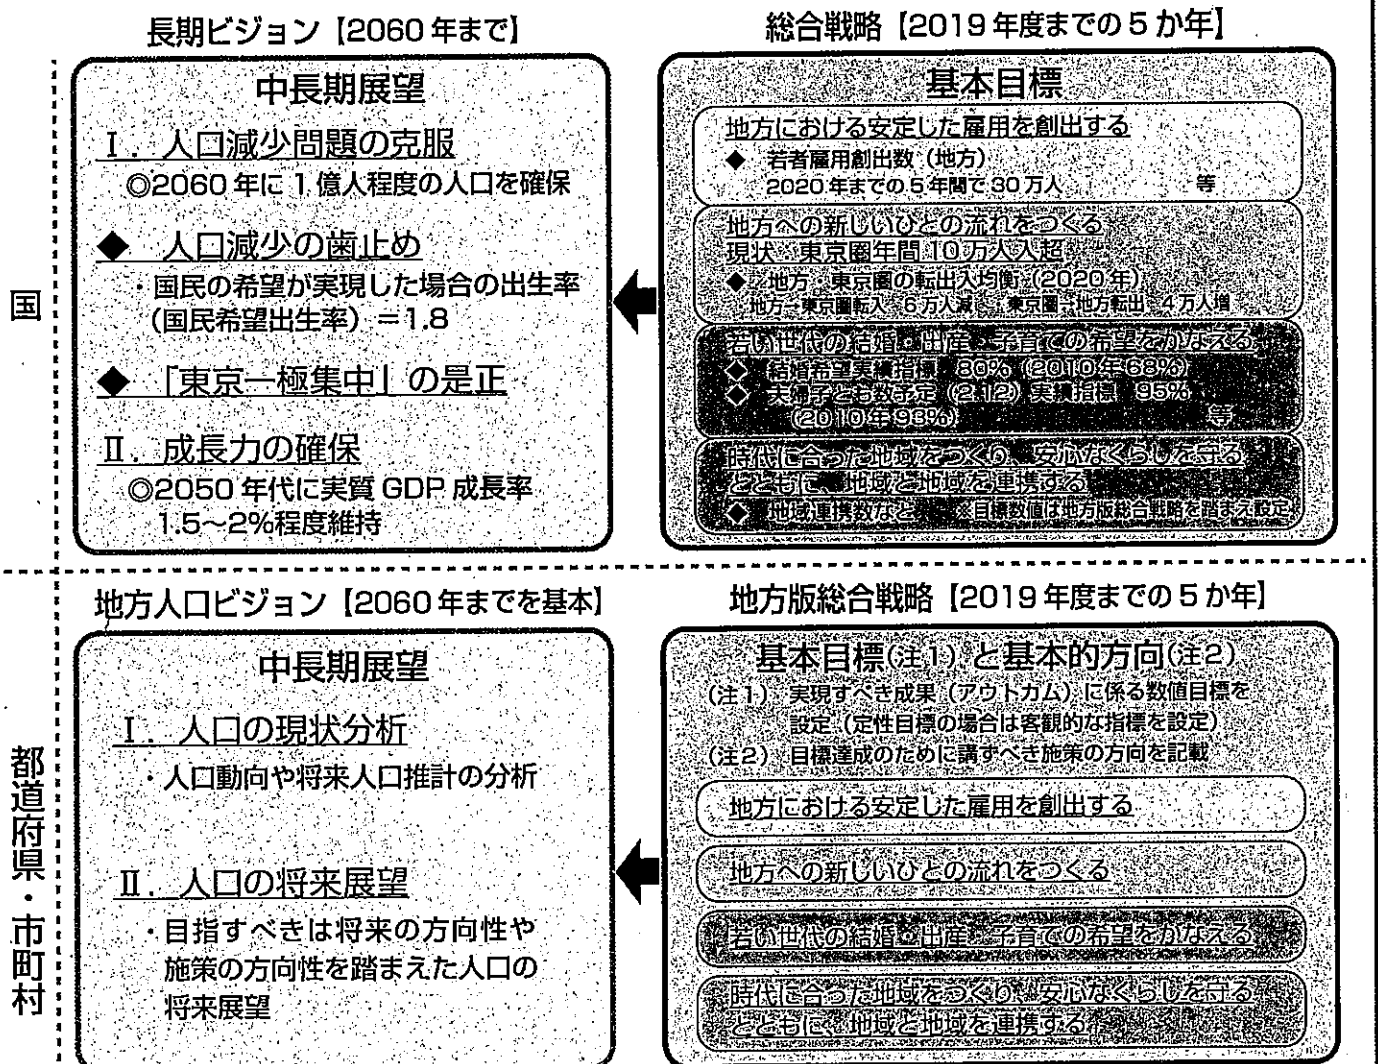 長期ビジョン【2060年まで】
総合戦略【2019年度までの5か年】
国
中長期展望
Ⅰ. 人口減少問題の克服
◎2060年に1億人程度の人口を確保
◆ 人口減少の歯止め
・国民の希望が実現した場合の出生率
(国民希望出生率)=1.8
◆ 「東京一極集中」の是正
Ⅱ. 成長力の確保
◎2050年代に実質GDP成長率
1.5~2%程度維持
基本目標
地方における安定した雇用を創出する
◆ 若者雇用創出数(地方)
2020年までの5年間で30万人 等
地方への新しいひとの流れをつくる
現状 東京圏年間10万人入超
◆ 地方 東京圏の転出入均衡(2020年)
地方→東京圏転入 6万人減 東京圏→地方転出 4万人増
若い世代の結婚・出産・子育ての希望をかなえる
◆ 結婚希望実績指標 80%(2010年68%)
◆ 夫婦子ども数予定(2.12)実績指標 95%
(2010年93%) 等
時代に合った地域をつくり、安心なくらしを守る
とともに、地域と地域を連携する
◆ 地域連携数など ※目標数値は地方版総合戦略を踏まえ設定
都道府県・市町村
地方人口ビジョン【2060年までを基本】
地方版総合戦略【2019年度までの5か年】
中長期展望
Ⅰ. 人口の現状分析
・人口動向や将来人口推計の分析
Ⅱ. 人口の将来展望
・目指すべきは将来の方向性や
施策の方向性を踏まえた人口の
将来展望
基本目標(注1)と基本的方向(注2)
(注1) 実現すべき成果(アウトガム)に係る数値目標を
設定(定性目標の場合は客観的な指標を設定)
(注2) 目標達成のために講ずべき施策の方向を記載
地方における安定した雇用を創出する
地方への新しいひとの流れをつくる
若い世代の結婚・出産・子育ての希望をかなえる
時代に合った地域をつくり、安心なくらしを守る
とともに、地域と地域を連携する